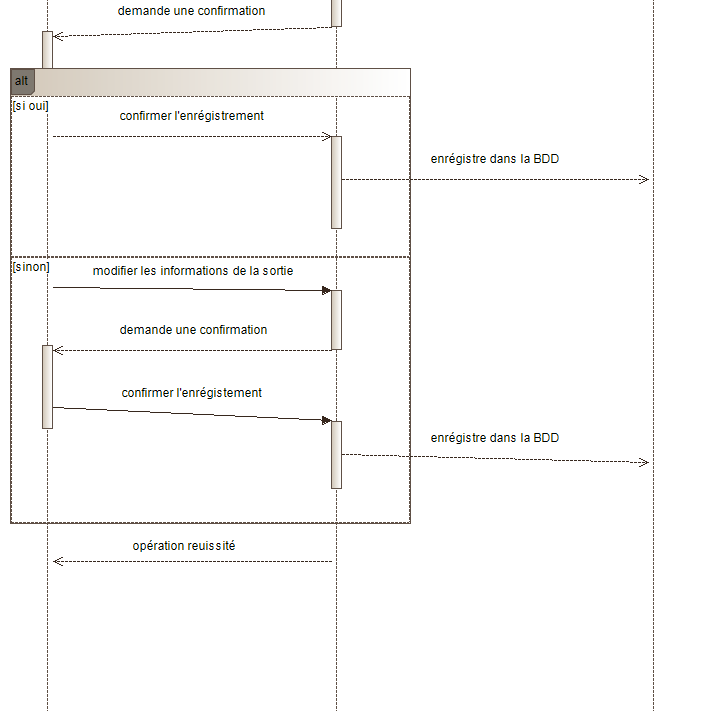 demande une confirmation
alt
[si oui]
confirmer l'enrégistrement
enrégistre dans la BDD
[sinon]
modifier les informations de la sortie
demande une confirmation
confirmer l'enrégistement
enrégistre dans la BDD
opération reuissité